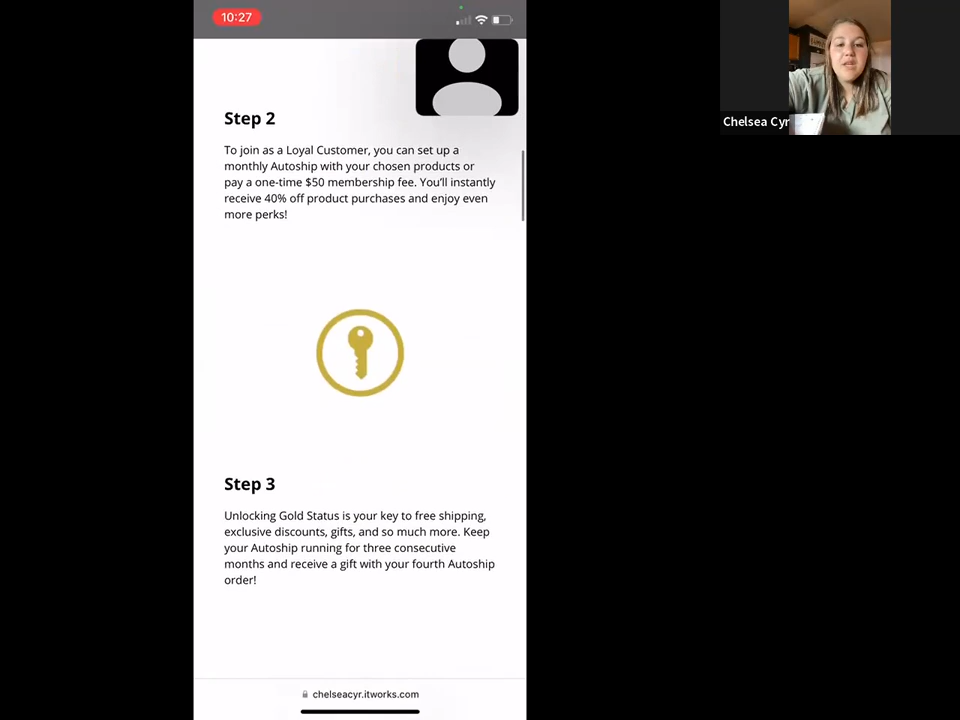 10:27
Step 2
To join as a Loyal Customer, you can set up a
monthly Autoship with your chosen products or
pay a one-time $50 membership fee. You'll instantly
receive 40% off product purchases and enjoy even
more perks!
Step 3
Unlocking Gold Status is your key to free shipping,
exclusive discounts, gifts, and so much more. Keep
your Autoship running for three consecutive
months and receive a gift with your fourth Autoship
order!
chelseacyr.itworks.com
Chelsea Cyr